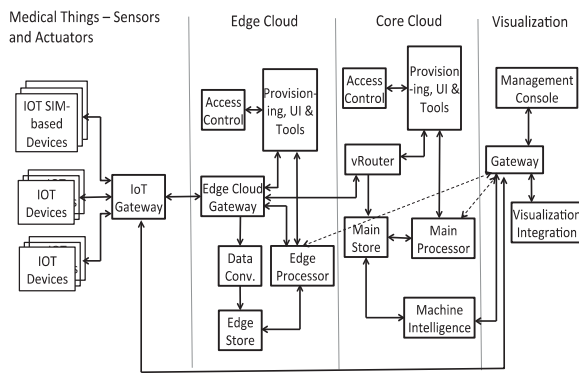 Medical Things – Sensors
and Actuators
Edge Cloud
Core Cloud
Visualization
IOT SIM-
based Devices
IOT
Devices
IOT
Devices
IoT
Gateway
Access
Control
Provision-
ing, UI &
Tools
Edge Cloud
Gateway
Data
Conv.
Edge
Processor
Edge
Store
Access
Control
Provision-
ing, UI &
Tools
vRouter
Main
Store
Main
Processor
Machine
Intelligence
Management
Console
Gateway
Visualization
Integration